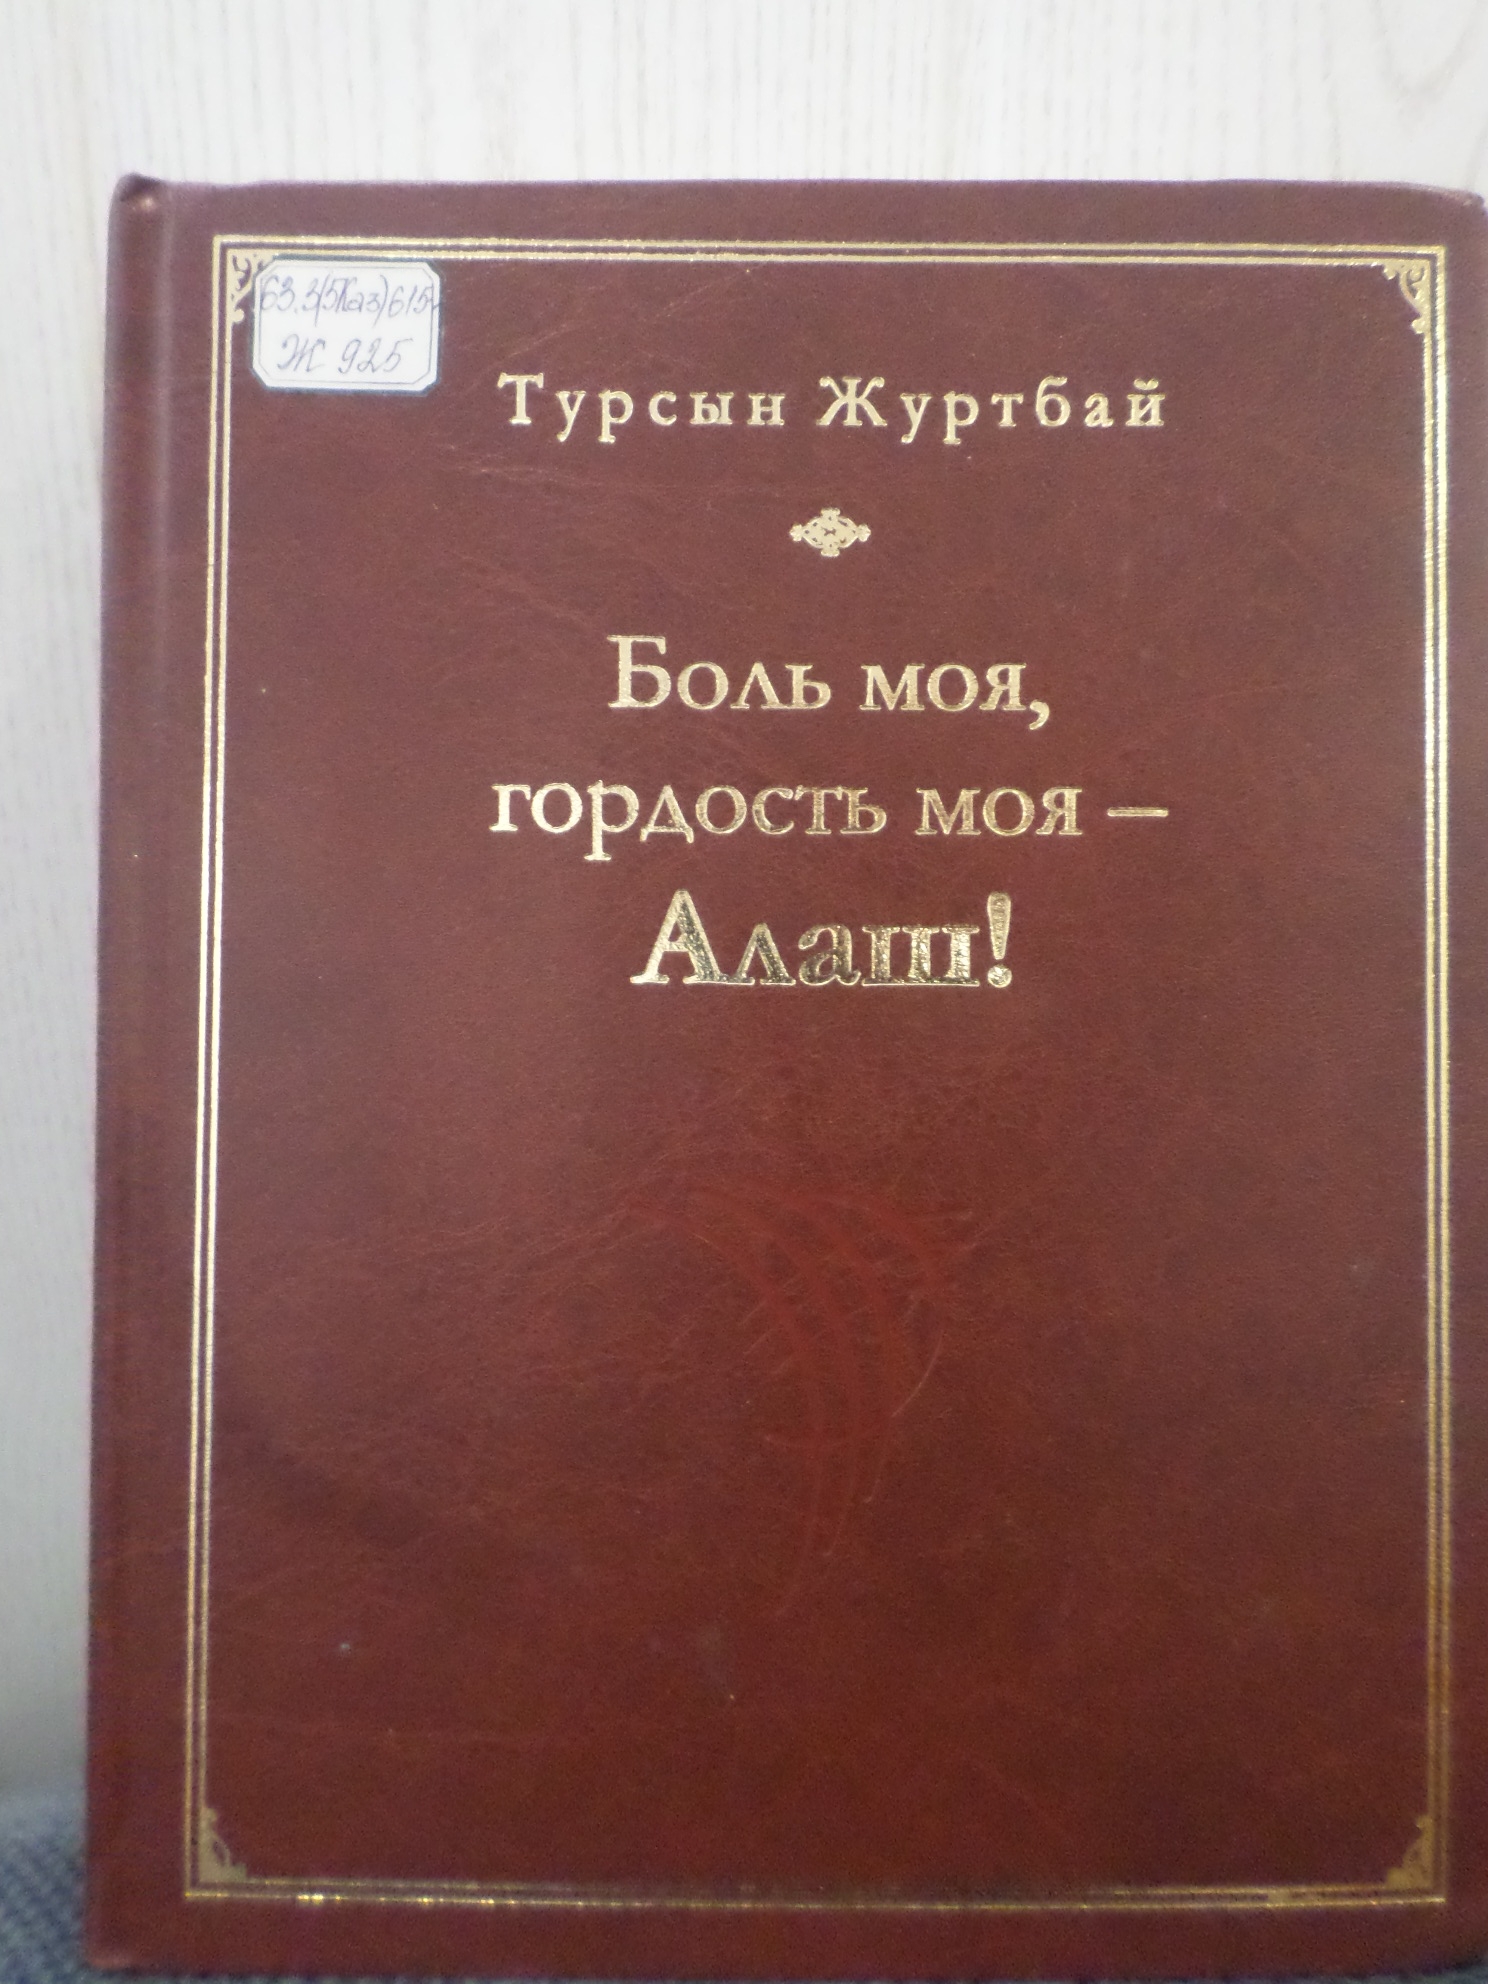 63.3(5Каз)615
Ж 925
Турсын Журтбай
Боль моя,
гордость моя –
Алаш!